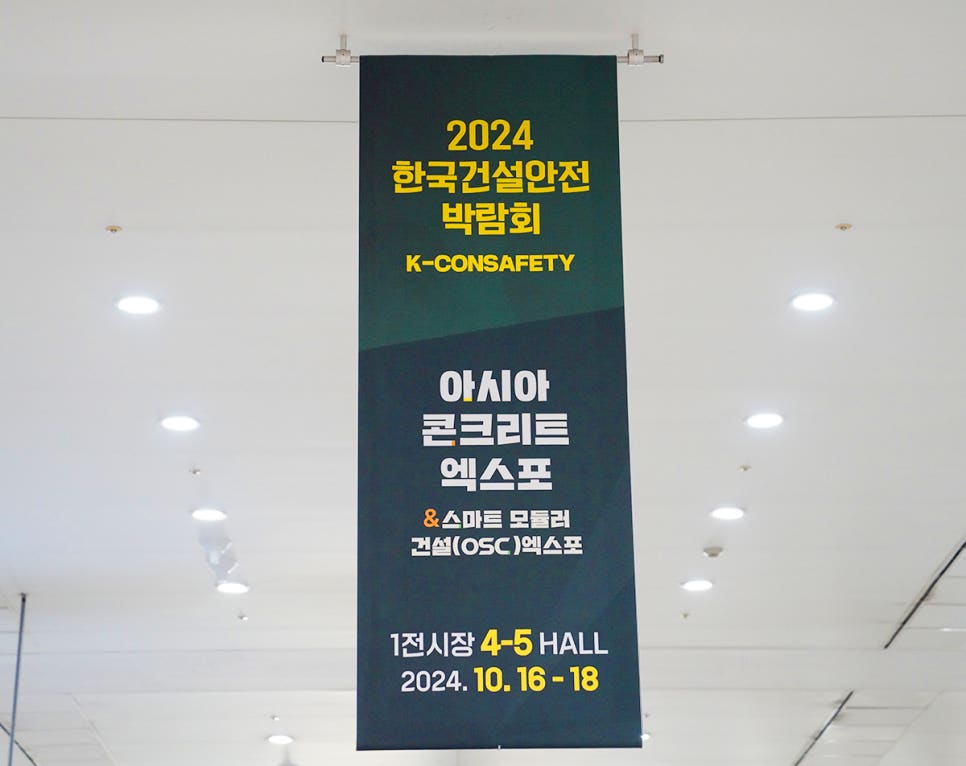 2024
한국건설안전
박람회
K-CONSAFETY
아시아
콘크리트
엑스포
&스마트 모듈러
건설(OSC)엑스포
1전시장 4-5 HALL
2024. 10. 16 - 18